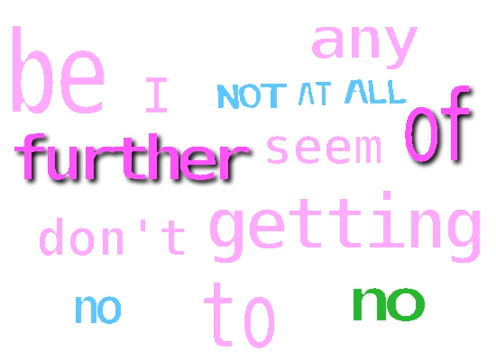 be I any
NOT AT ALL
further seem of
don't getting
no to no